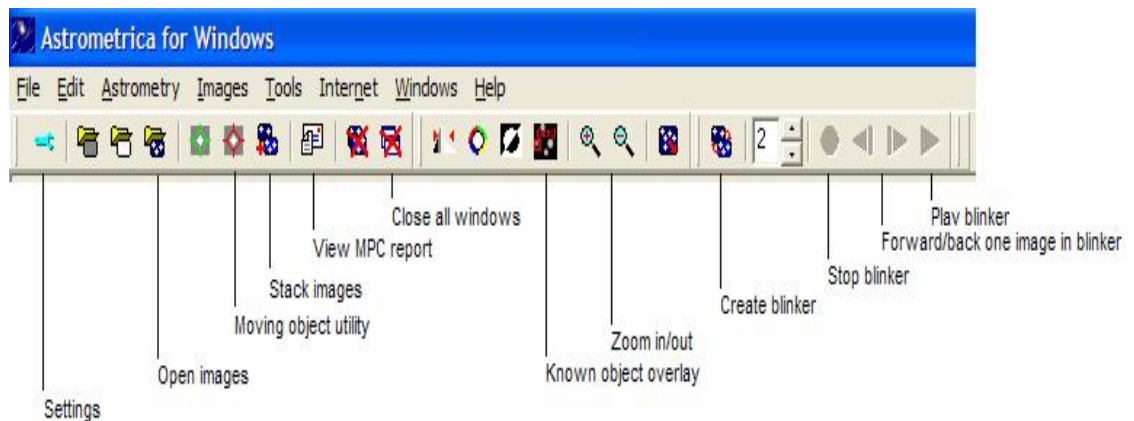 Astrometrica for Windows
File Edit Astrometry Images Tools Internet Windows Help
2
Close all windows
Play blinker
View MPC report
Forward/back one image in blinker
Stop blinker
Stack images
Create blinker
Moving object utility
Zoom in/out
Open images
Known object overlay
Settings